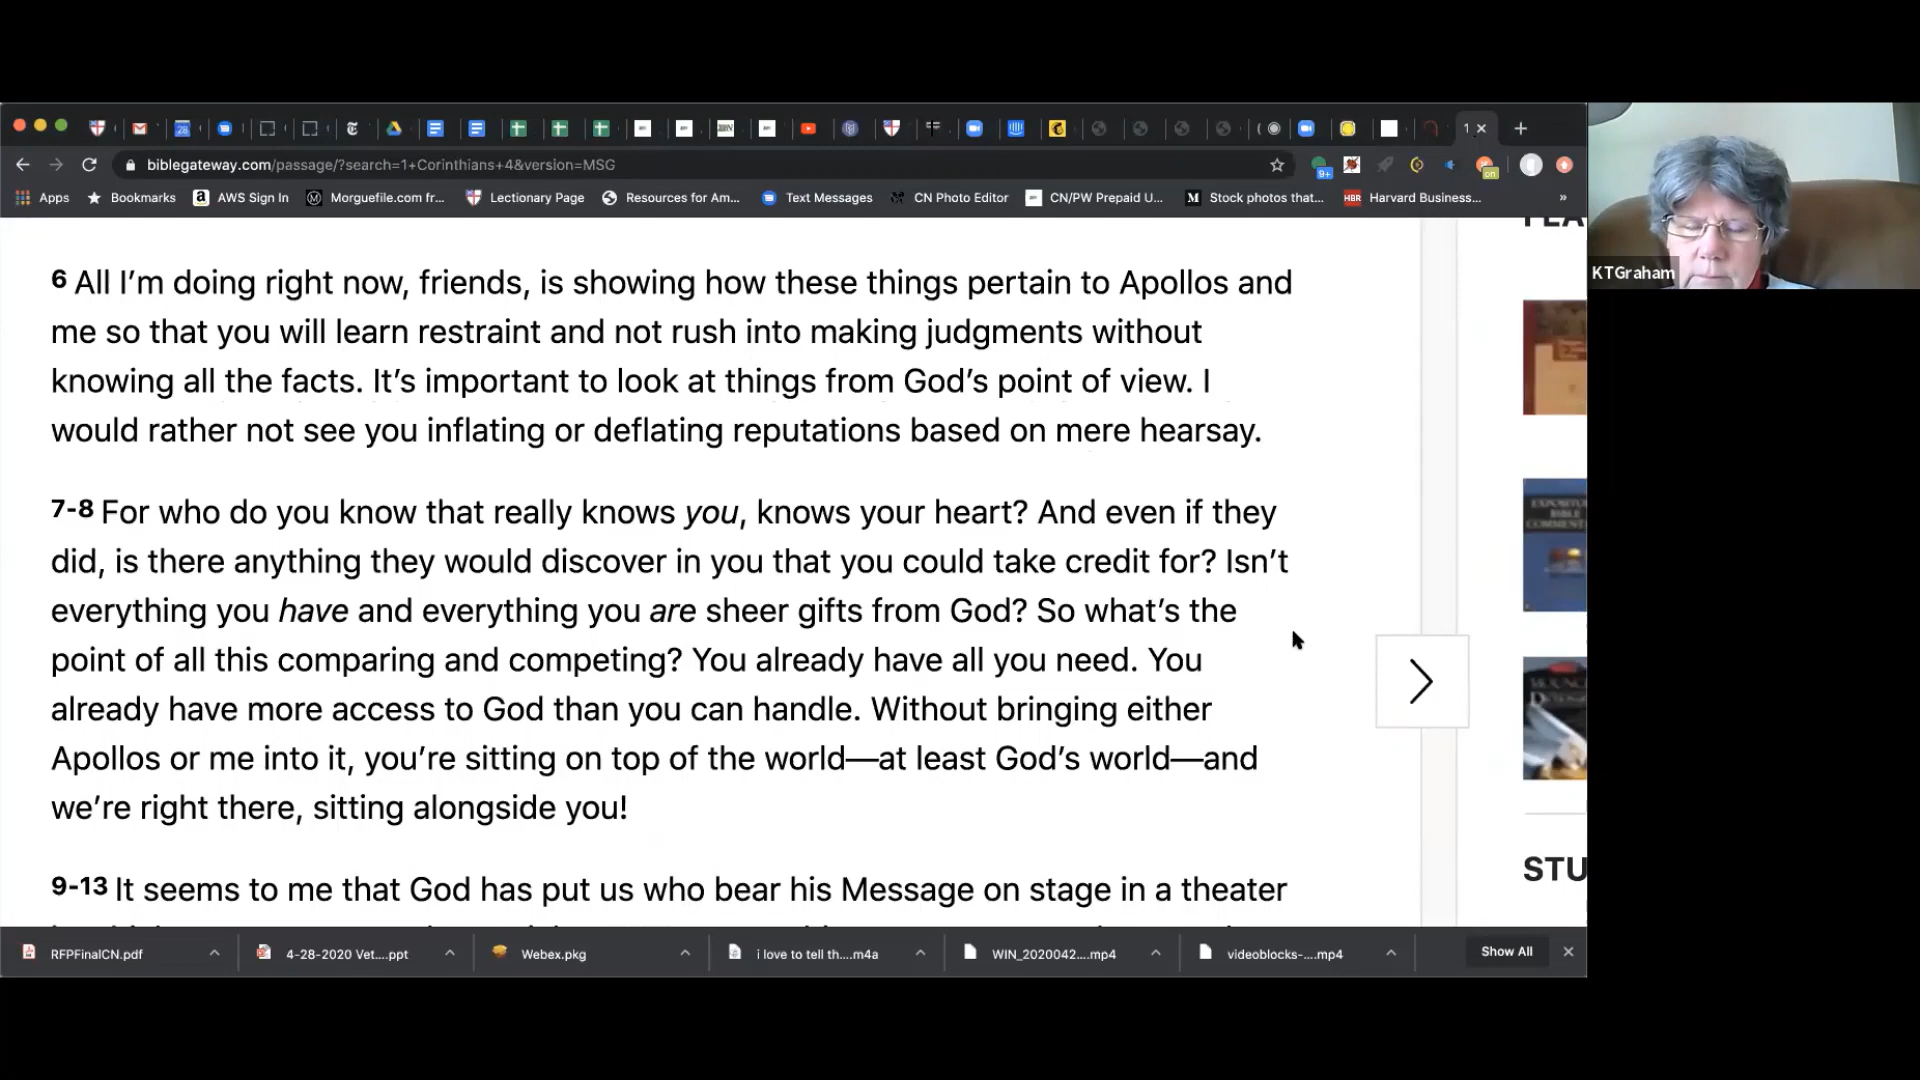 1
biblegateway.com/passage/?search=1+Corinthians+4&version=MSG
9+
on
Apps
Bookmarks
AWS Sign In
Morguefile.com fr...
Lectionary Page
Resources for Am...
Text Messages
CN Photo Editor
CN/PW Prepaid U...
Stock photos that...
HBR
Harvard Business...
»
KTGraham
6 All I’m doing right now, friends, is showing how these things pertain to Apollos and
me so that you will learn restraint and not rush into making judgments without
knowing all the facts. It’s important to look at things from God’s point of view. I
would rather not see you inflating or deflating reputations based on mere hearsay.
7-8 For who do you know that really knows you, knows your heart? And even if they
did, is there anything they would discover in you that you could take credit for? Isn’t
everything you have and everything you are sheer gifts from God? So what’s the
point of all this comparing and competing? You already have all you need. You
already have more access to God than you can handle. Without bringing either
Apollos or me into it, you’re sitting on top of the world—at least God’s world—and
we’re right there, sitting alongside you!
9-13 It seems to me that God has put us who bear his Message on stage in a theater
STU
RFPFinalCN.pdf
4-28-2020 Vet....ppt
Webex.pkg
i love to tell th....m4a
WIN_2020042....mp4
videoblocks-....mp4
Show All